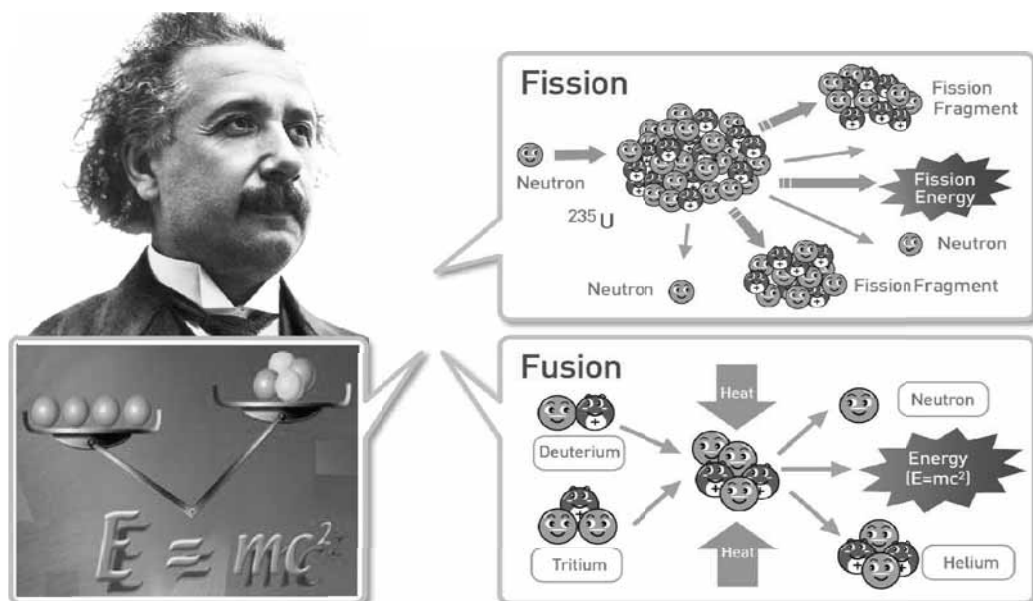 Fission
Fission
Fragment
Neutron
235U
Fission
Energy
Neutron
Neutron
Fission Fragment
E = mc²
Fusion
Heat
Neutron
Deuterium
Energy
(E=mc²)
Tritium
Heat
Helium